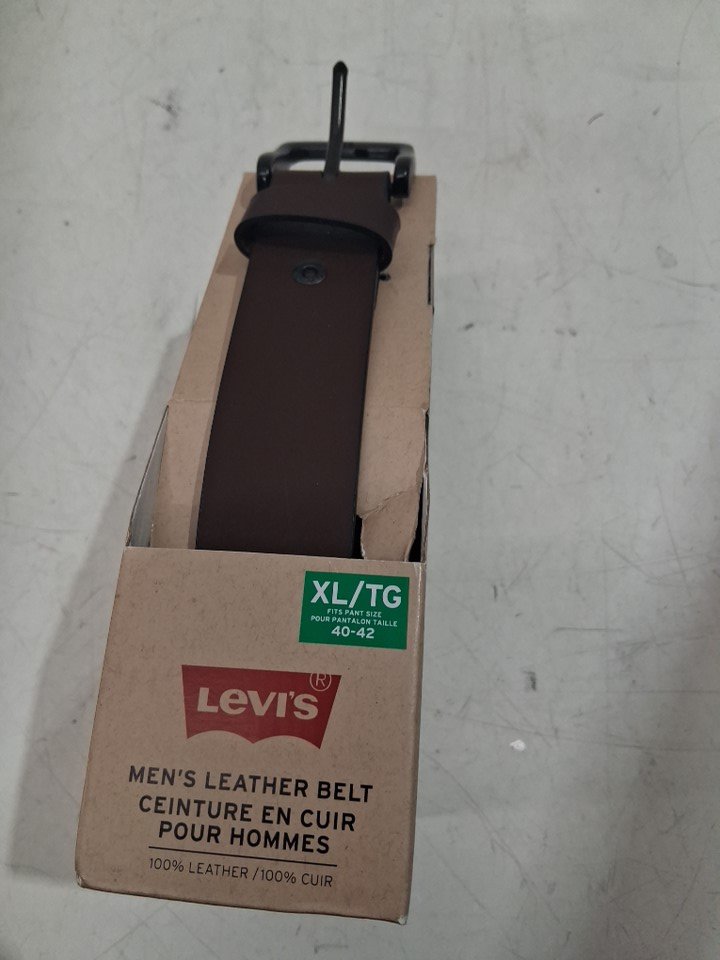 XL/TG
FITS PANT SIZE
POUR PANTALON TAILLE
40-42
LEVI'S®
MEN'S LEATHER BELT
CEINTURE EN CUIR
POUR HOMMES
100% LEATHER / 100% CUIR